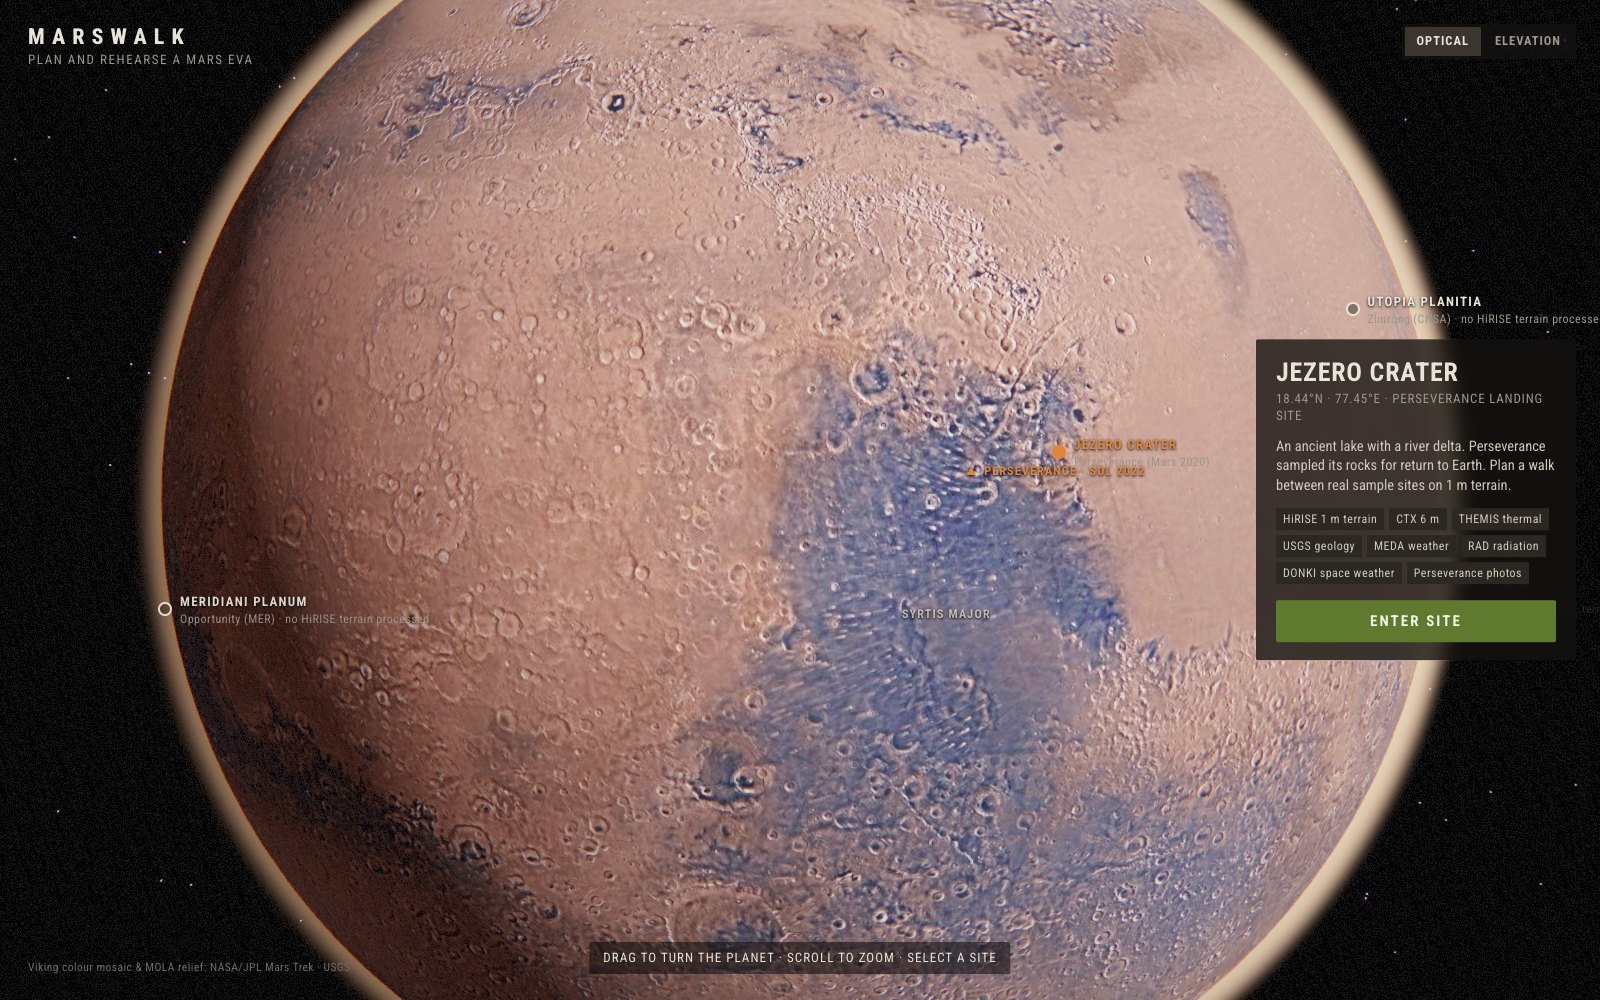 MARSWALK
PLAN AND REHEARSE A MARS EVA
OPTICAL
ELEVATION
UTOPIA PLANITIA
Zhurong (CNSA) · no HiRISE terrain
JEZERO CRATER
18.44°N · 77.45°E · PERSEVERANCE LANDING
SITE
An ancient lake with a river delta. Perseverance
sampled its rocks for return to Earth. Plan a walk
between real sample sites on 1 m terrain.
HiRISE 1 m terrain
CTX 6 m
THEMIS thermal
USGS geology
MEDA weather
RAD radiation
DONKI space weather
Perseverance photos
ENTER SITE
JEZERO CRATER
Perseverance (Mars 2020)
PERSEVERANCE · SOL 2022
MERIDIANI PLANUM
Opportunity (MER) · no HiRISE terrain processed
SYRTIS MAJOR
DRAG TO TURN THE PLANET · SCROLL TO ZOOM · SELECT A SITE
Viking colour mosaic & MOLA relief: NASA/JPL Mars Trek · USGS